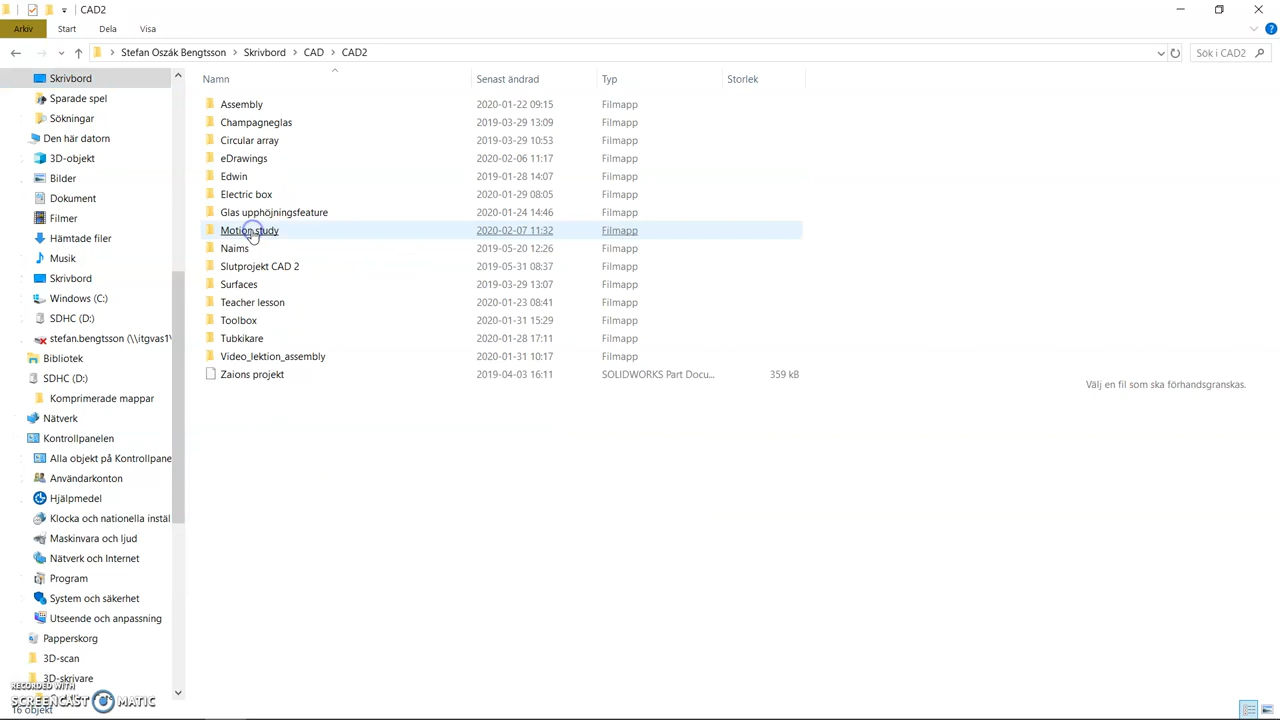 CAD2
Arkiv Start Dela Visa
Stefan Oszák Bengtsson > Skrivbord > CAD > CAD2
Sök i CAD2
Namn Senast ändrad Typ Storlek
Assembly 2020-01-22 09:15 Filmapp
Champagneglas 2019-03-29 13:09 Filmapp
Circular array 2019-03-29 10:53 Filmapp
eDrawings 2020-02-06 11:17 Filmapp
Edwin 2019-01-28 14:07 Filmapp
Electric box 2020-01-29 08:05 Filmapp
Glas upphöjningsfeature 2020-01-24 14:46 Filmapp
Motion study 2020-02-07 11:32 Filmapp
Naims 2019-05-20 12:26 Filmapp
Slutprojekt CAD 2 2019-05-31 08:37 Filmapp
Surfaces 2019-03-29 13:07 Filmapp
Teacher lesson 2020-01-23 08:41 Filmapp
Toolbox 2020-01-31 15:29 Filmapp
Tubkikare 2020-01-28 17:11 Filmapp
Video_lektion_assembly 2020-01-31 10:17 Filmapp
Zaions projekt 2019-04-03 16:11 SOLIDWORKS Part Docu... 359 kB
Välj en fil som ska förhandsgranskas.
Skrivbord
Sparade spel
Sökningar
Den här datorn
3D-objekt
Bilder
Dokument
Filmer
Hämtade filer
Musik
Skrivbord
Windows (C:)
SDHC (D:)
stefan.bengtsson (\\itgvas1\
Bibliotek
SDHC (D:)
Komprimerade mappar
Nätverk
Kontrollpanelen
Alla objekt på Kontrollpane
Användarkonton
Hjälpmedel
Klocka och nationella instäl
Maskinvara och ljud
Nätverk och Internet
Program
System och säkerhet
Utseende och anpassning
Papperskorg
3D-scan
3D-skrivare
RECORDED WITH
SCREENCAST MATIC
16 objekt